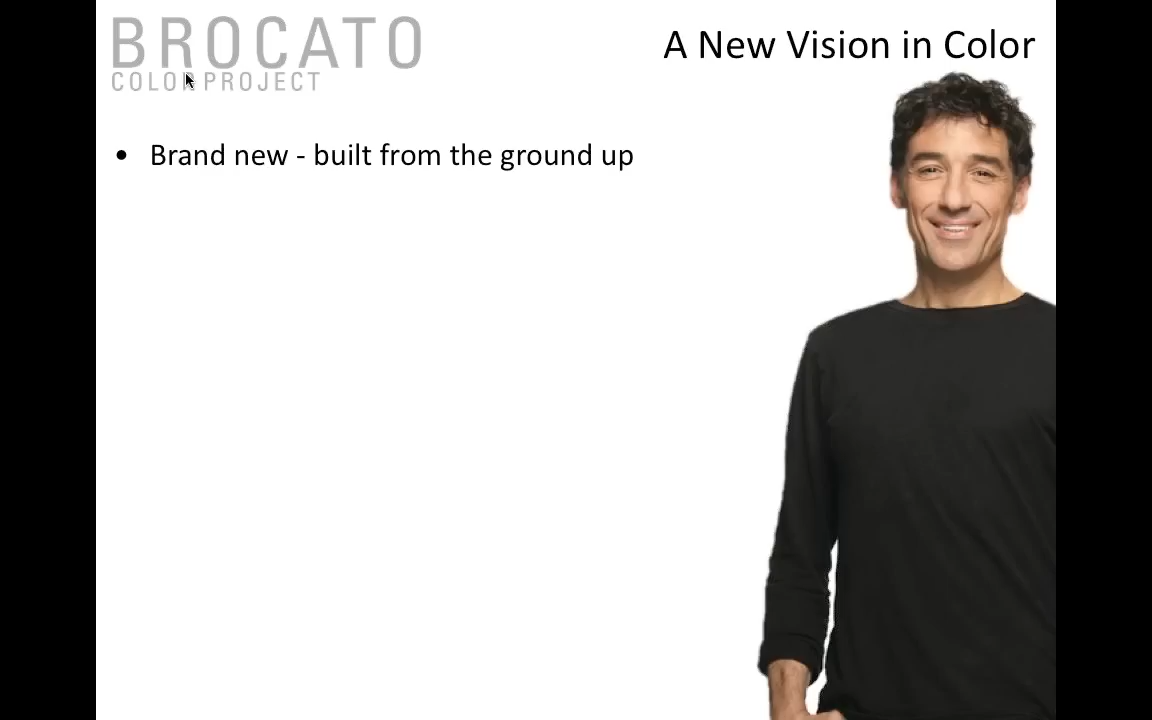 BROCATO
COLOR PROJECT
A New Vision in Color
• Brand new - built from the ground up